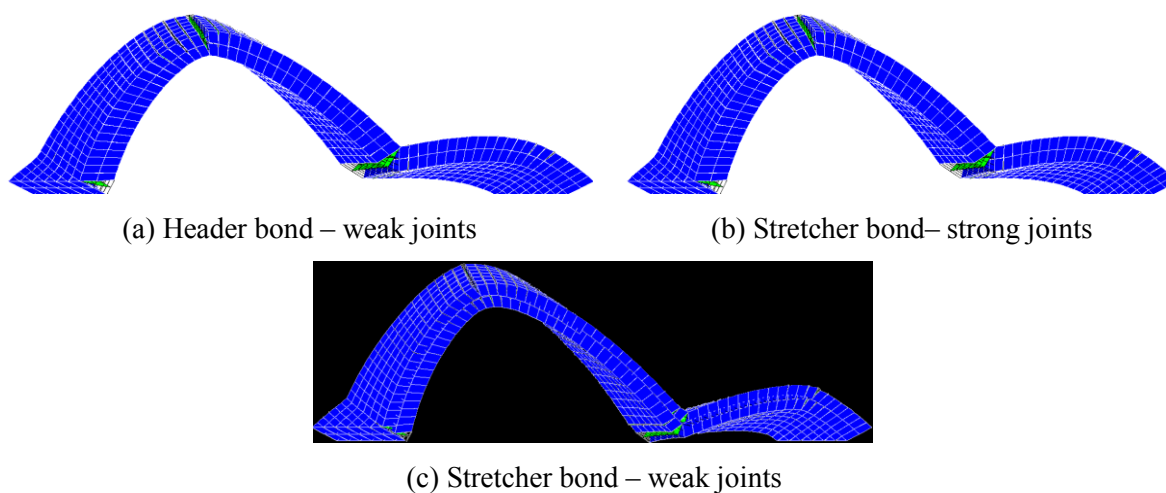 (a) Header bond – weak joints
(b) Stretcher bond– strong joints
(c) Stretcher bond – weak joints